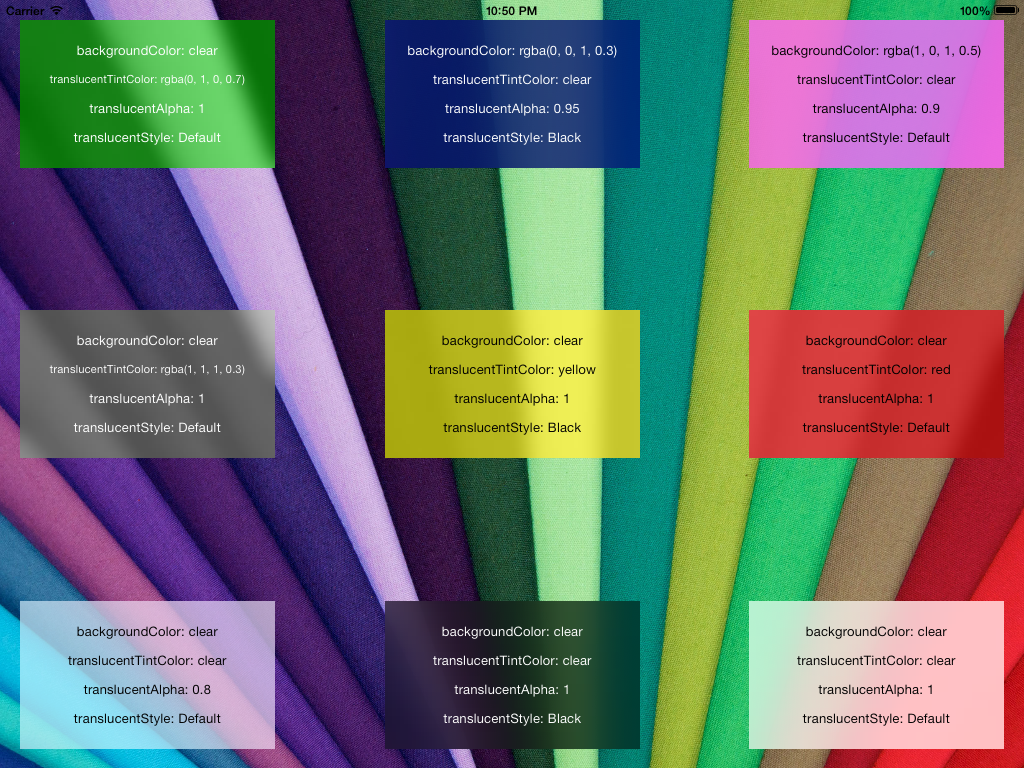 Carrier 10:50 PM 100%
backgroundColor: clear
translucentTintColor: rgba(0, 1, 0, 0.7)
translucentAlpha: 1
translucentStyle: Default
backgroundColor: rgba(0, 0, 1, 0.3)
translucentTintColor: clear
translucentAlpha: 0.95
translucentStyle: Black
backgroundColor: rgba(1, 0, 1, 0.5)
translucentTintColor: clear
translucentAlpha: 0.9
translucentStyle: Default
backgroundColor: clear
translucentTintColor: rgba(1, 1, 1, 0.3)
translucentAlpha: 1
translucentStyle: Default
backgroundColor: clear
translucentTintColor: yellow
translucentAlpha: 1
translucentStyle: Black
backgroundColor: clear
translucentTintColor: red
translucentAlpha: 1
translucentStyle: Default
backgroundColor: clear
translucentTintColor: clear
translucentAlpha: 0.8
translucentStyle: Default
backgroundColor: clear
translucentTintColor: clear
translucentAlpha: 1
translucentStyle: Black
backgroundColor: clear
translucentTintColor: clear
translucentAlpha: 1
translucentStyle: Default